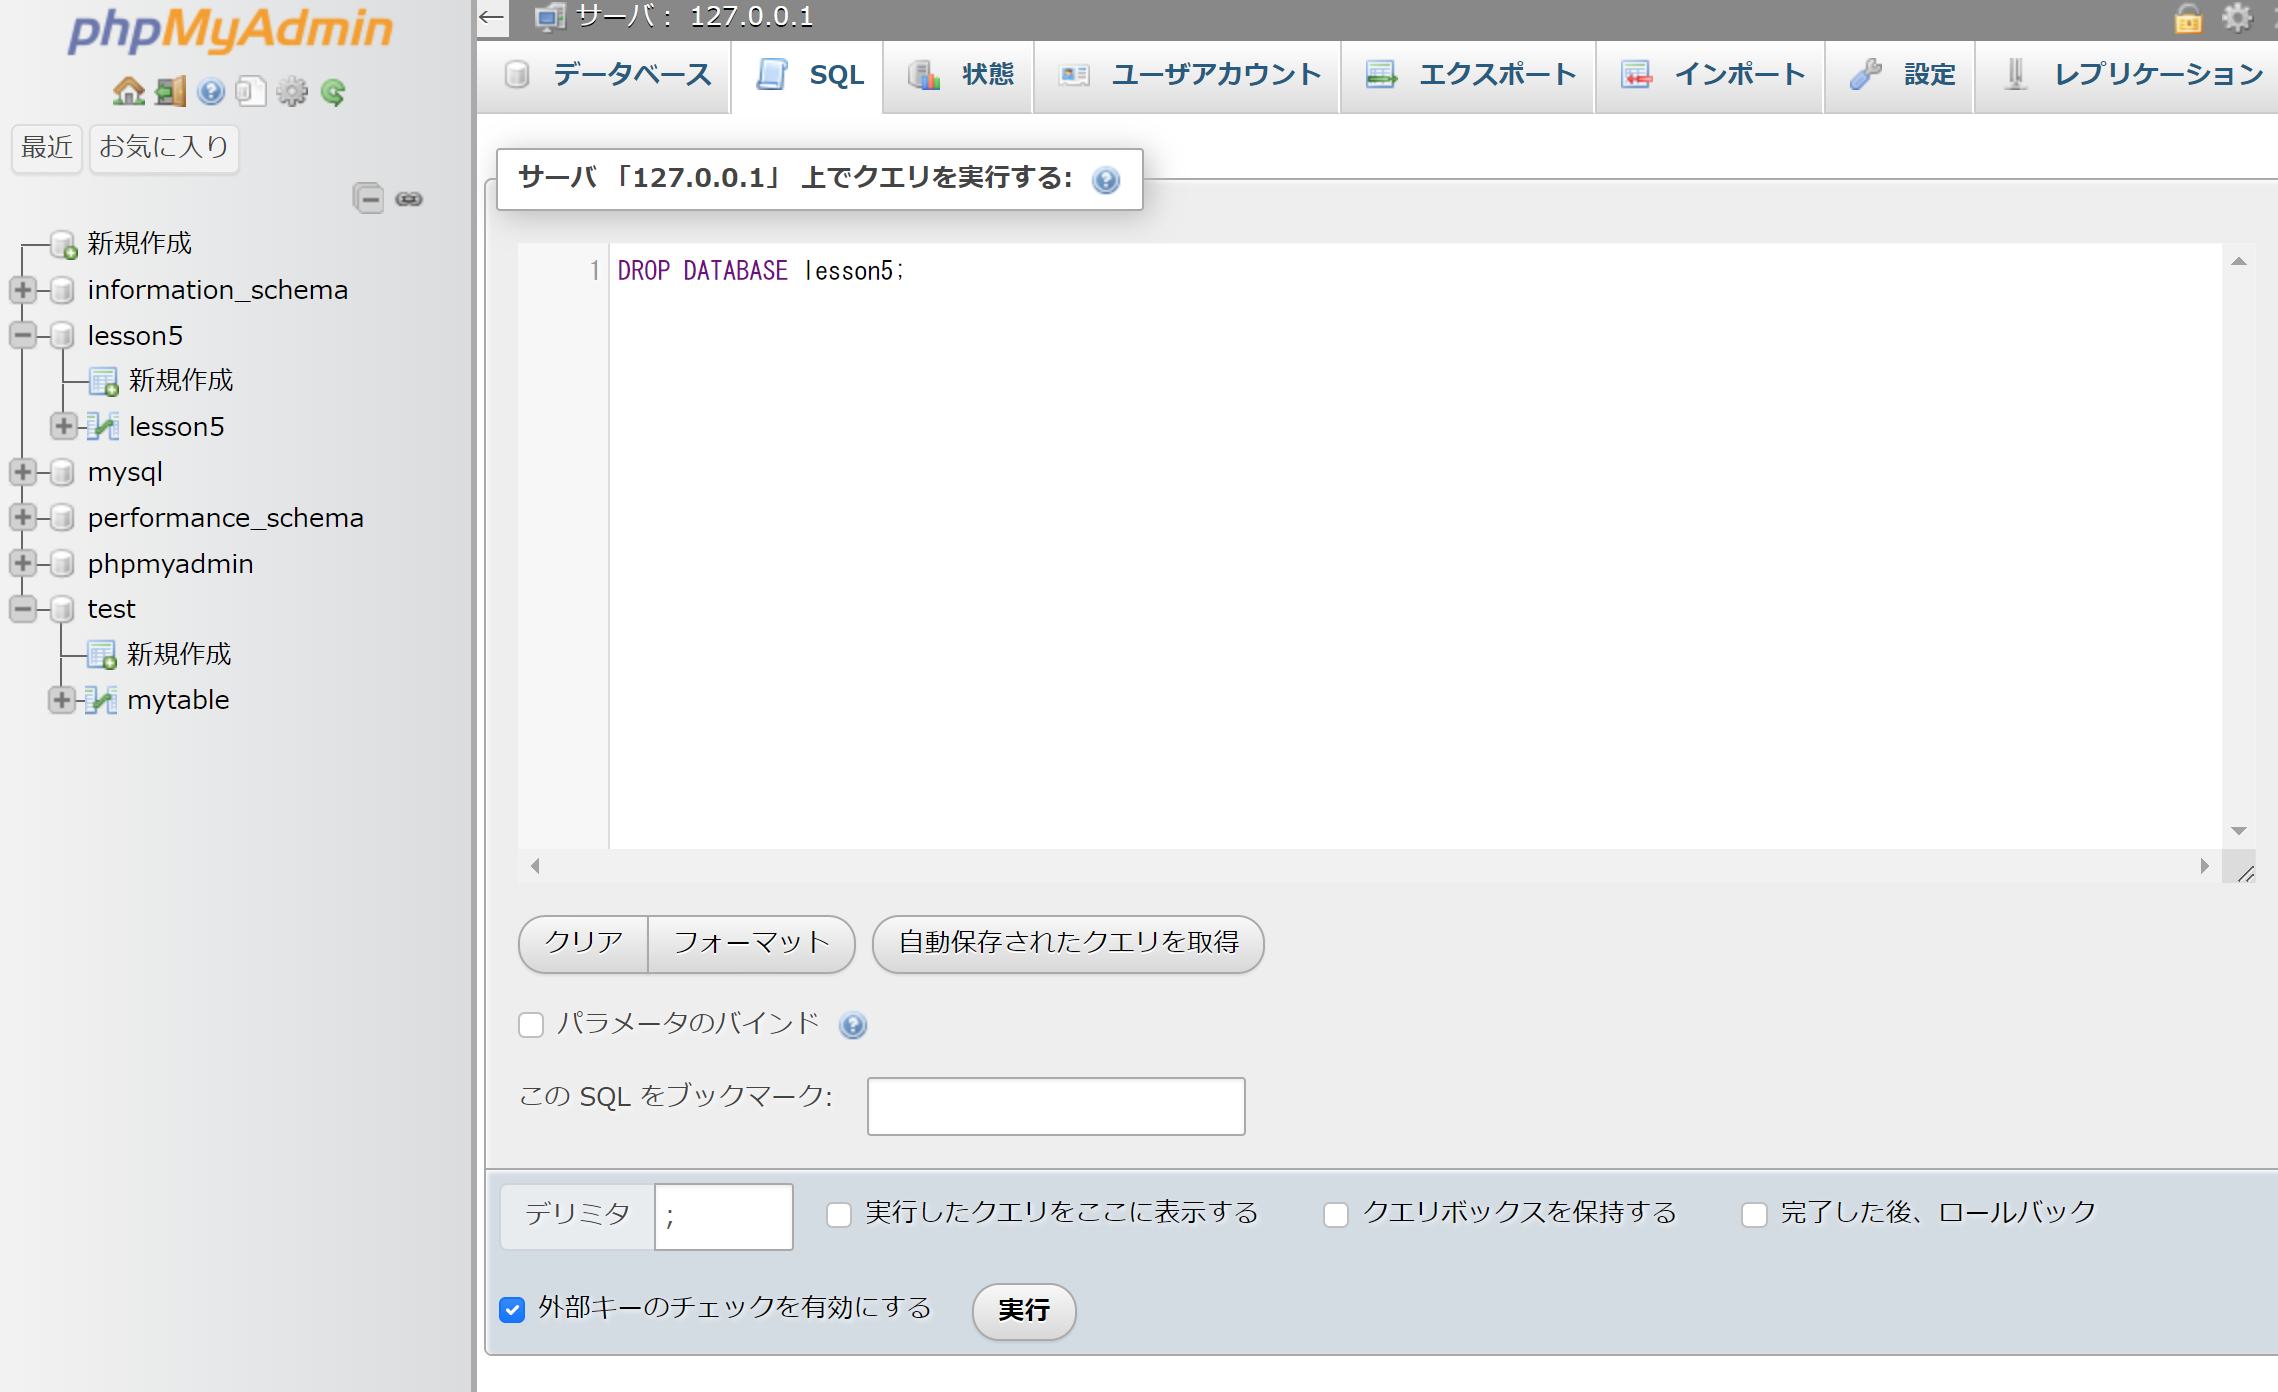 phpMyAdmin
最近 お気に入り
新規作成
information_schema
lesson5
新規作成
lesson5
mysql
performance_schema
phpmyadmin
test
新規作成
mytable
サーバ： 127.0.0.1
データベース SQL 状態 ユーザアカウント エクスポート インポート 設定 レプリケーション
サーバ 「127.0.0.1」 上でクエリを実行する:
1 DROP DATABASE lesson5;
クリア フォーマット 自動保存されたクエリを取得
パラメータのバインド
この SQL をブックマーク:
デリミタ ; 実行したクエリをここに表示する クエリボックスを保持する 完了した後、ロールバック
外部キーのチェックを有効にする 実行